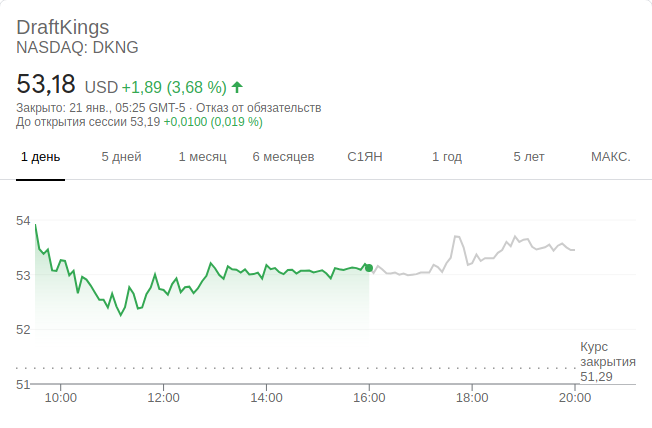 DraftKings
NASDAQ: DKNG
53,18 USD +1,89 (3,68 %)
Закрыто: 21 янв., 05:25 GMT-5 · Отказ от обязательств
До открытия сессии 53,19 +0,0100 (0,019 %)
1 день 5 дней 1 месяц 6 месяцев С1ЯН 1 год 5 лет МАКС.
54
53
52
Курс
закрытия
51,29
51
10:00 12:00 14:00 16:00 18:00 20:00